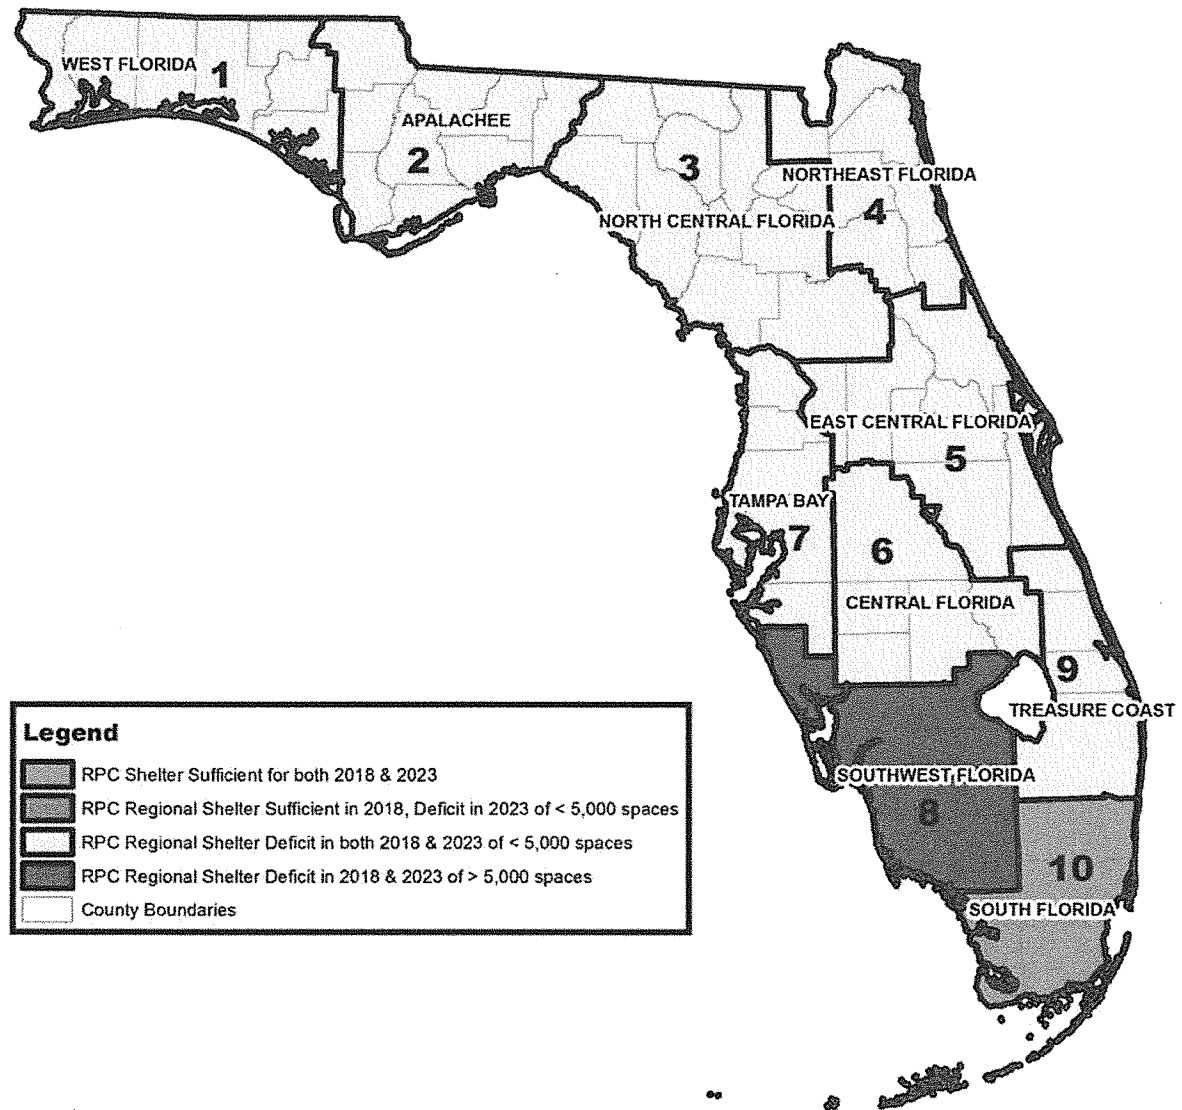 WEST FLORIDA
1
APALACHEE
2
3
NORTH CENTRAL FLORIDA
NORTHEAST FLORIDA
4
EAST CENTRAL FLORIDA
5
TAMPA BAY
7
6
CENTRAL FLORIDA
9
TREASURE COAST
SOUTHWEST FLORIDA
8
10
SOUTH FLORIDA
Legend
RPC Shelter Sufficient for both 2018 & 2023
RPC Regional Shelter Sufficient in 2018, Deficit in 2023 of < 5,000 spaces
RPC Regional Shelter Deficit in both 2018 & 2023 of < 5,000 spaces
RPC Regional Shelter Deficit in 2018 & 2023 of > 5,000 spaces
County Boundaries